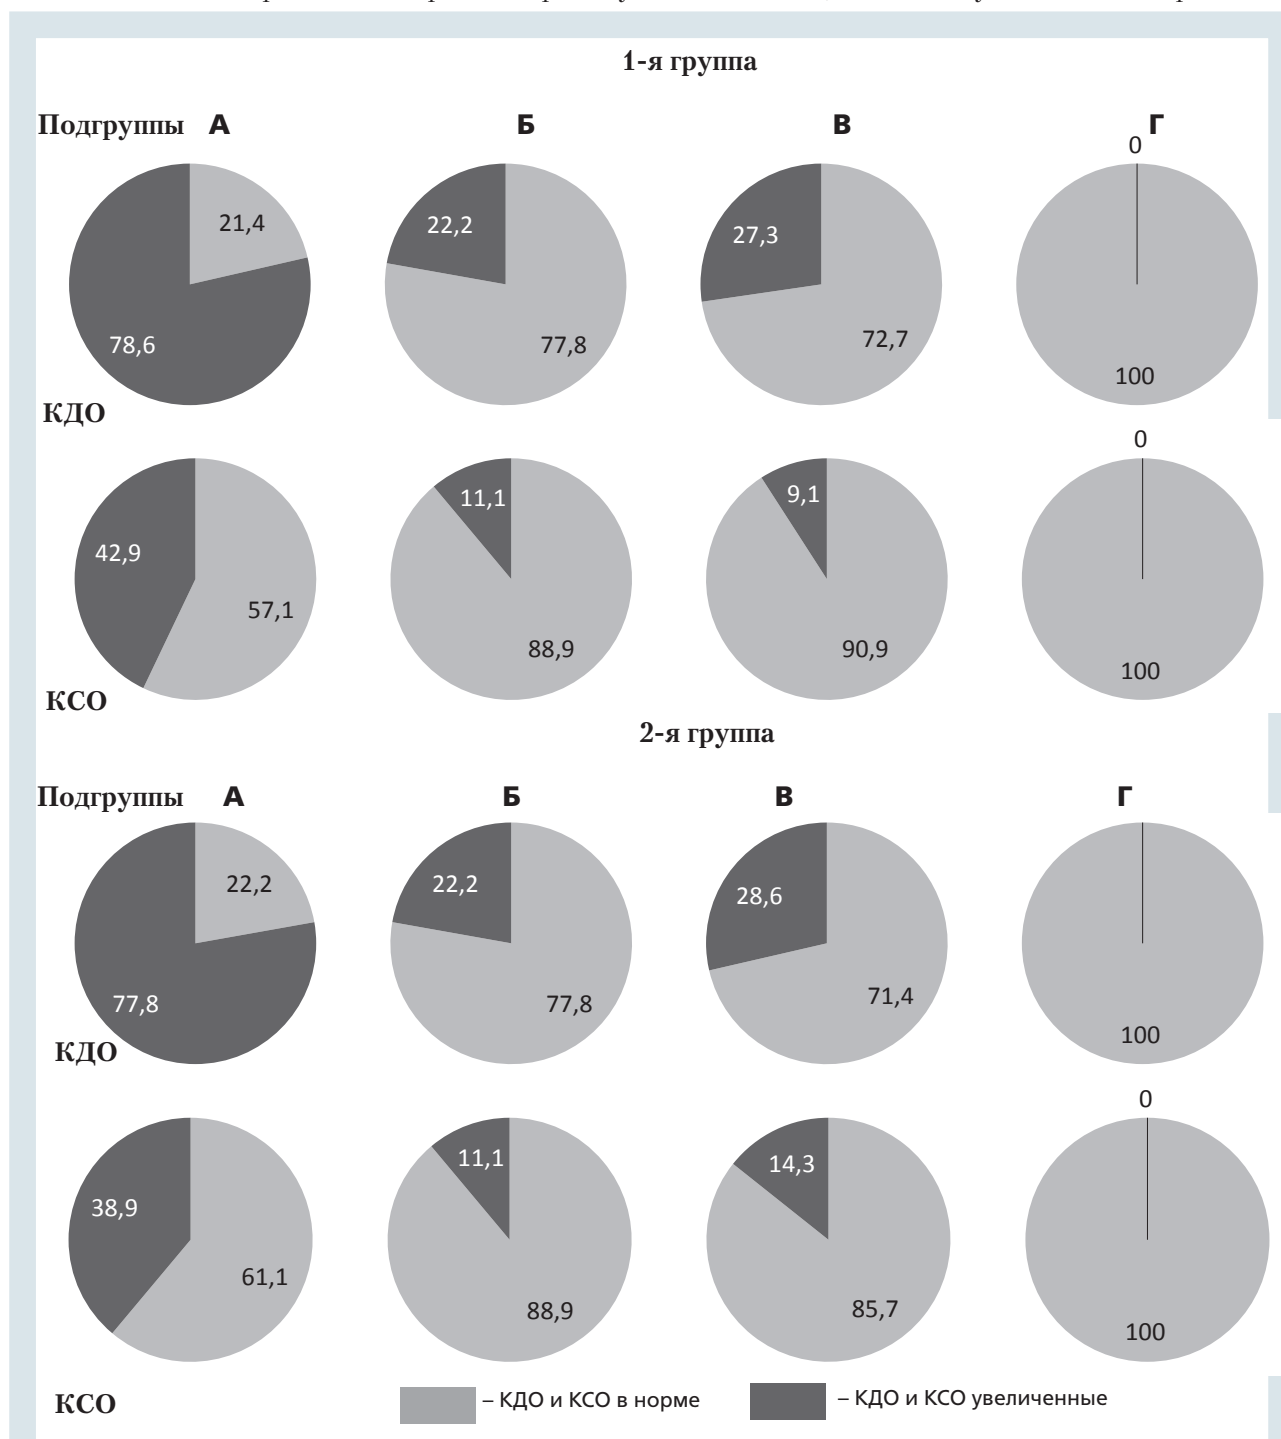 1-я группа
Подгруппы А Б В Г
0
21,4 22,2 27,3
78,6 77,8 72,7 100
КДО
0
42,9 11,1 9,1
57,1 88,9 90,9 100
КСО
2-я группа
Подгруппы А Б В Г
22,2 22,2 28,6
77,8 77,8 71,4 100
КДО
0
38,9 11,1 14,3
61,1 88,9 85,7 100
КСО – КДО и КСО в норме – КДО и КСО увеличенные